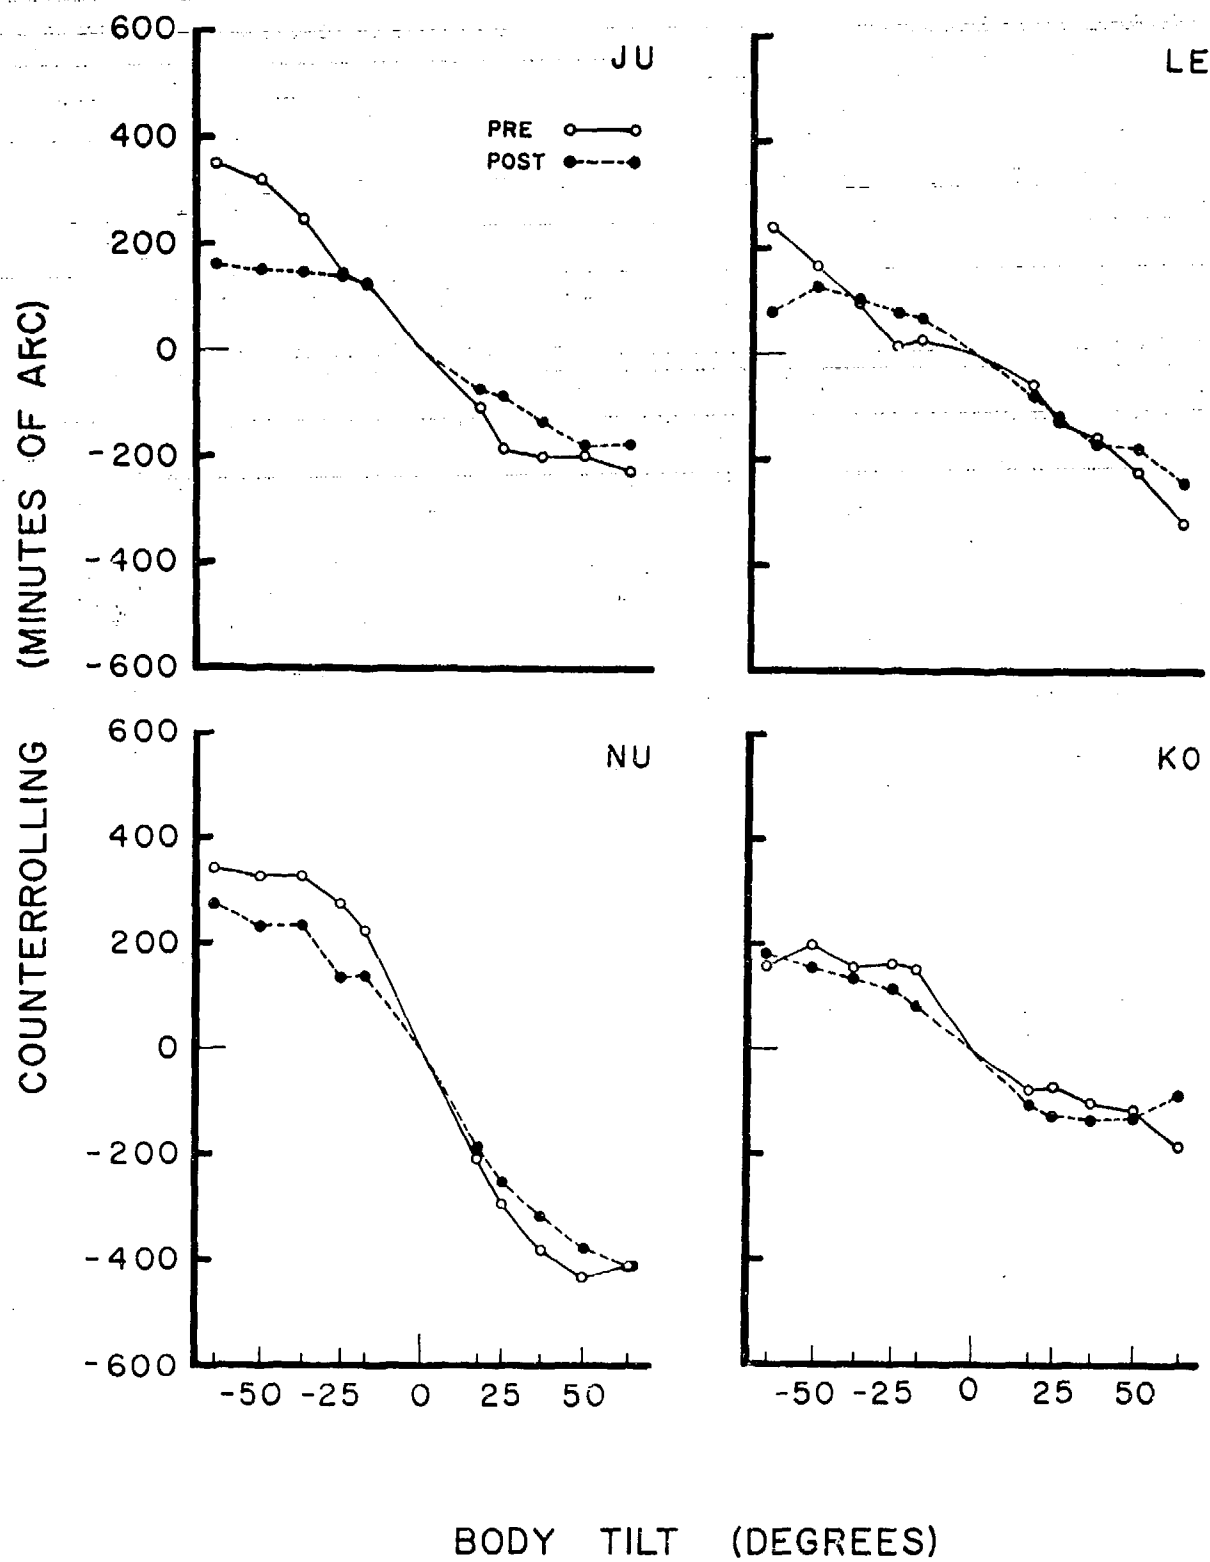 600
JU
LE
PRE
POST
400
200
0
-200
-400
-600
600
NU
KO
400
200
0
-200
-400
-600
-50 -25 0 25 50
-50 -25 0 25 50
COUNTERROLLING (MINUTES OF ARC)
BODY TILT (DEGREES)